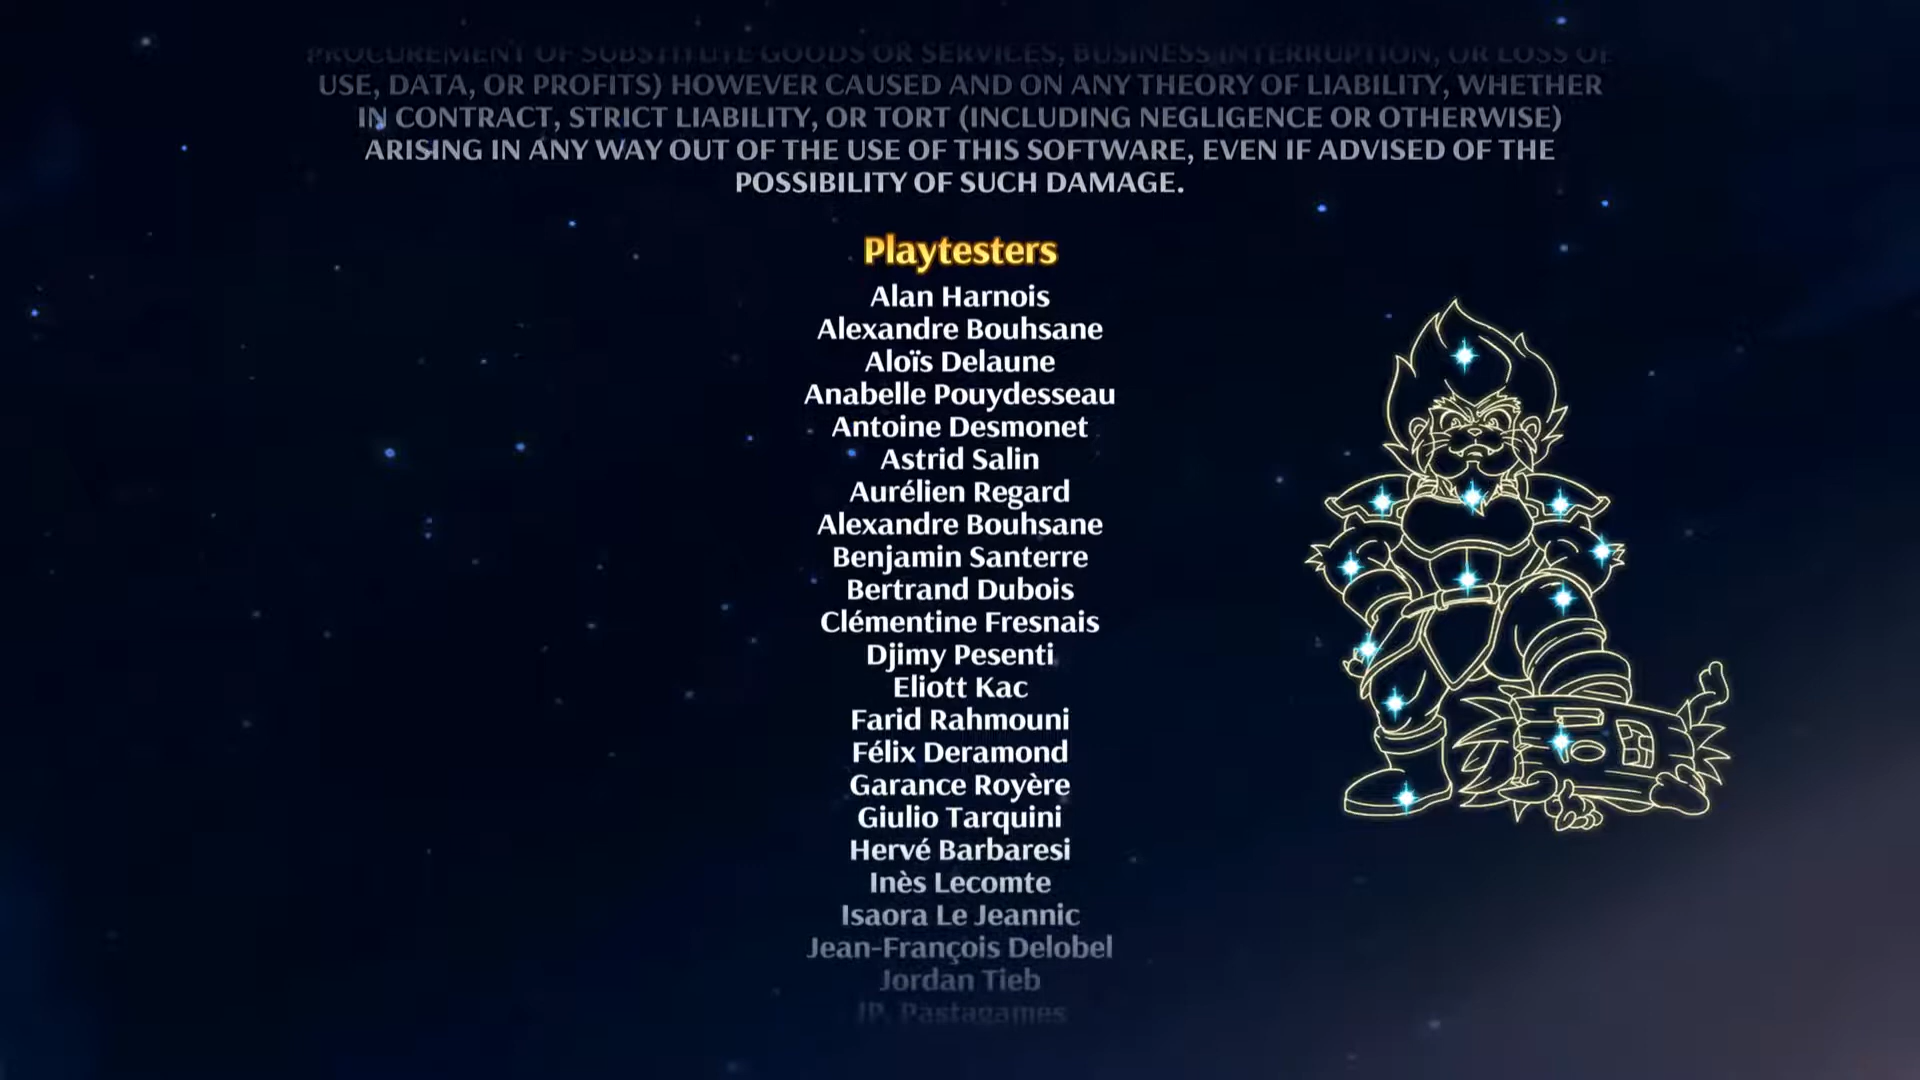 PROCUREMENT OF SUBSTITUTE GOODS OR SERVICES, BUSINESS INTERRUPTION, OR LOSS OF
USE, DATA, OR PROFITS) HOWEVER CAUSED AND ON ANY THEORY OF LIABILITY, WHETHER
IN CONTRACT, STRICT LIABILITY, OR TORT (INCLUDING NEGLIGENCE OR OTHERWISE)
ARISING IN ANY WAY OUT OF THE USE OF THIS SOFTWARE, EVEN IF ADVISED OF THE
POSSIBILITY OF SUCH DAMAGE.
Playtesters
Alan Harnois
Alexandre Bouhsane
Aloïs Delaune
Anabelle Pouydesseau
Antoine Desmonet
Astrid Salin
Aurélien Regard
Alexandre Bouhsane
Benjamin Santerre
Bertrand Dubois
Clémentine Fresnais
Djimy Pesenti
Eliott Kac
Farid Rahmouni
Félix Deramond
Garance Royère
Giulio Tarquini
Hervé Barbaresi
Inès Lecomte
Isaora Le Jeannic
Jean-François Delobel
Jordan Tieb
JP. Pastagames